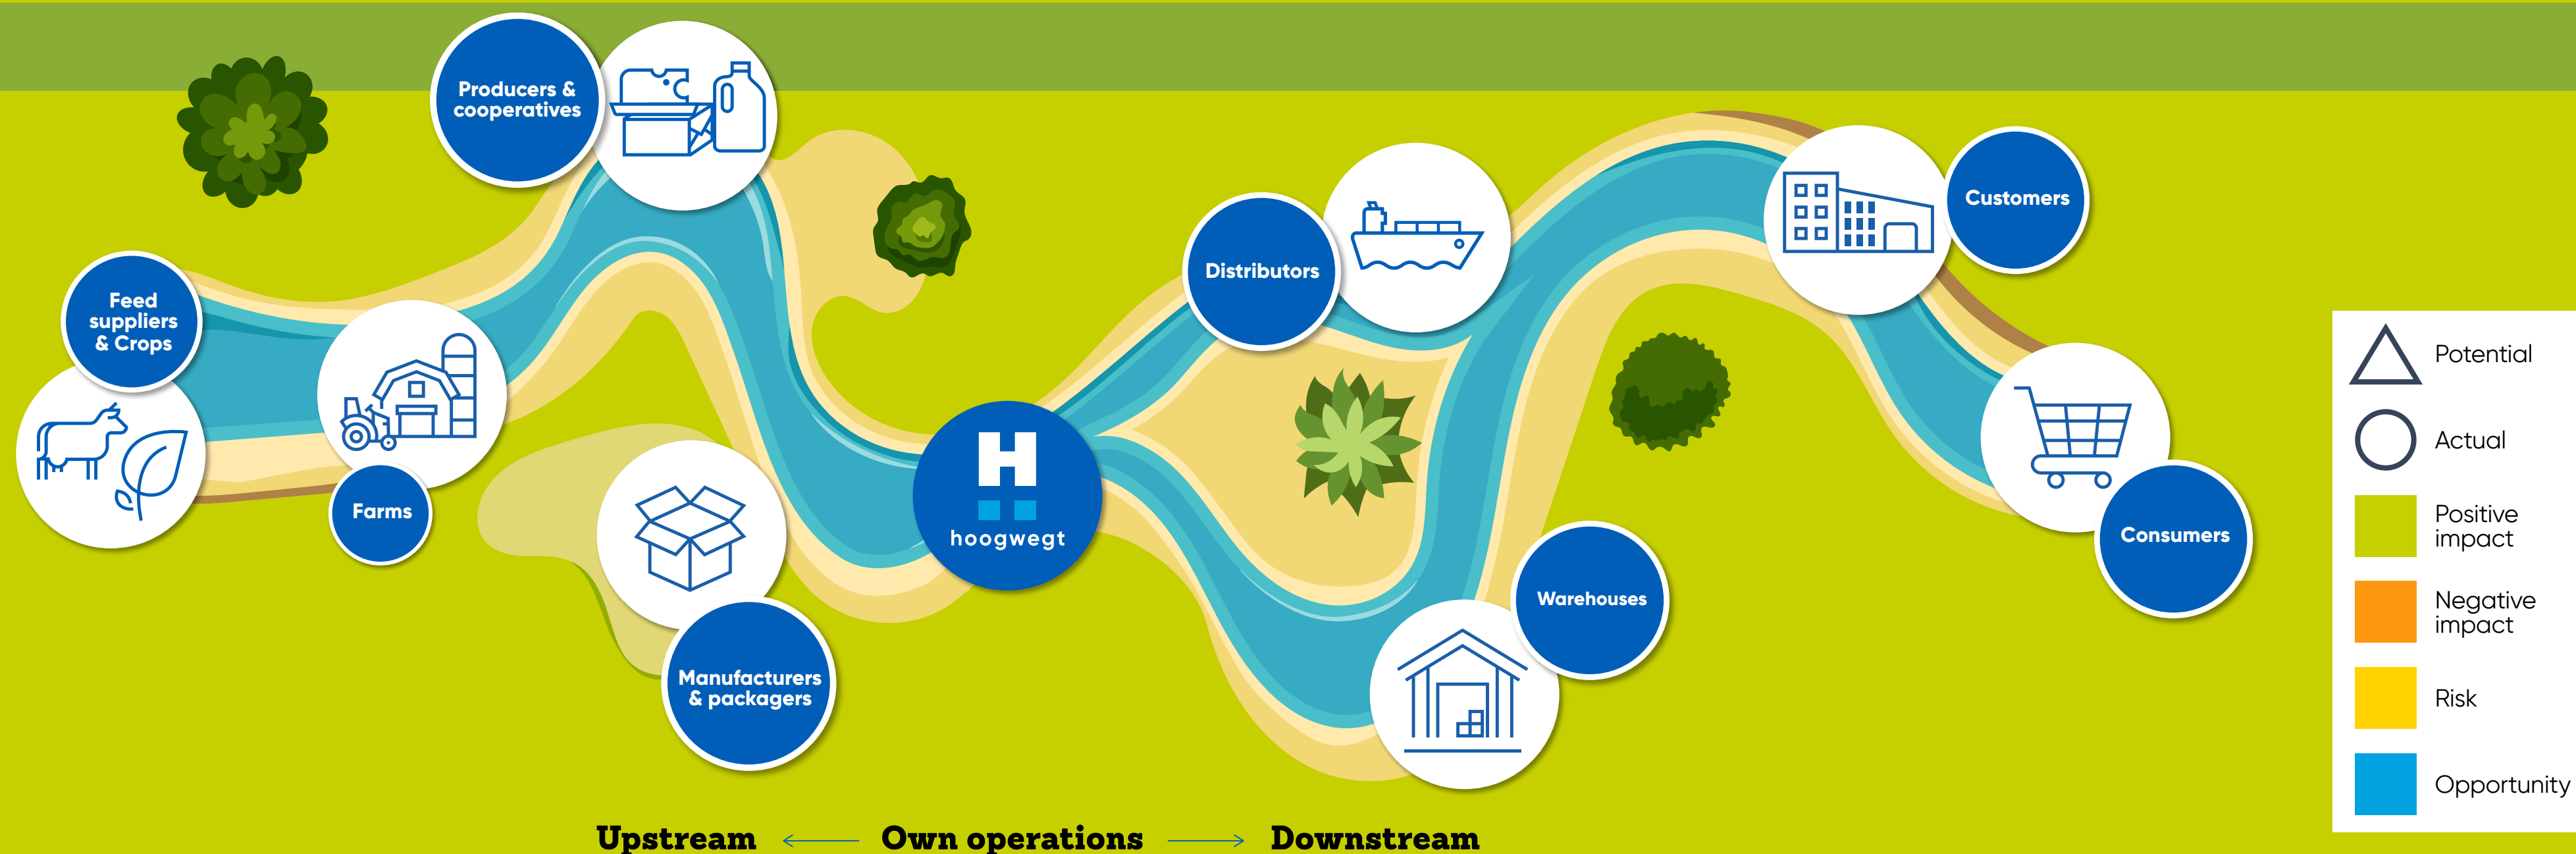 Producers &
cooperatives
Feed
suppliers
& Crops
Farms
Manufacturers
& packagers
H
hoogwegt
Distributors
Warehouses
Customers
Consumers
Potential
Actual
Positive
impact
Negative
impact
Risk
Opportunity
Upstream
Own operations
Downstream